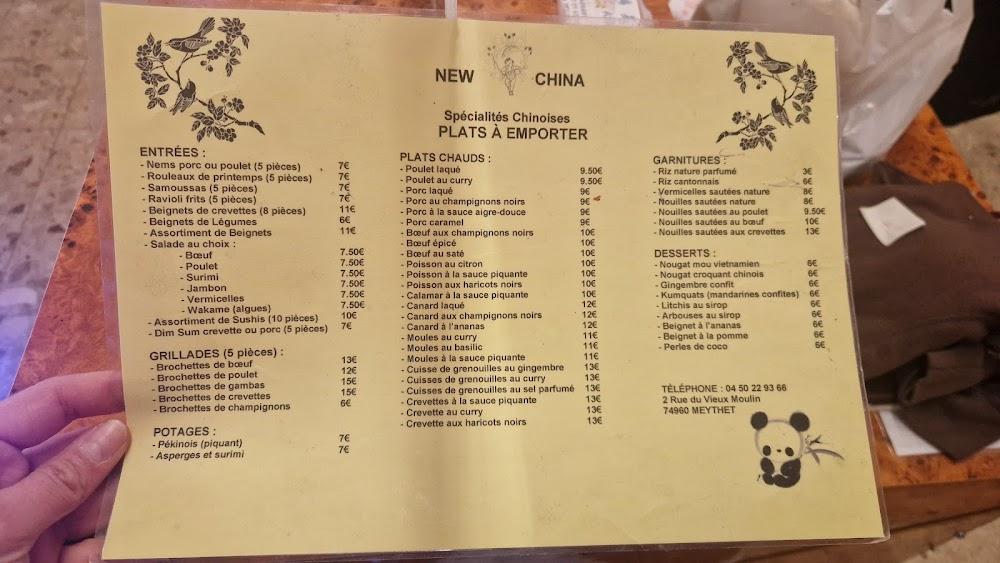 NEW CHINA
Spécialités Chinoises
PLATS À EMPORTER
ENTRÉES :
- Nems porc ou poulet (5 pièces) 7€
- Rouleaux de printemps (5 pièces) 7€
- Samoussas (5 pièces) 7€
- Ravioli frits (5 pièces) 7€
- Beignets de crevettes (8 pièces) 11€
- Beignets de Légumes 6€
- Assortiment de Beignets 11€
- Salade au choix :
- Bœuf 7.50€
- Poulet 7.50€
- Surimi 7.50€
- Jambon 7.50€
- Vermicelles 7.50€
- Wakame (algues) 7.50€
- Assortiment de Sushis (10 pièces) 10€
- Dim Sum crevette ou porc (5 pièces) 7€
GRILLADES (5 pièces) :
- Brochettes de bœuf 13€
- Brochettes de poulet 12€
- Brochettes de gambas 15€
- Brochettes de crevettes 15€
- Brochettes de champignons 6€
POTAGES :
- Pékinois (piquant) 7€
- Asperges et surimi 7€
PLATS CHAUDS :
- Poulet laqué 9.50€
- Poulet au curry 9.50€
- Porc laqué 9€
- Porc au champignons noirs 9€
- Porc à la sauce aigre-douce 9€
- Porc caramel 9€
- Bœuf aux champignons noirs 10€
- Bœuf épicé 10€
- Bœuf au saté 10€
- Poisson au citron 10€
- Poisson à la sauce piquante 10€
- Poisson aux haricots noirs 10€
- Calamar à la sauce piquante 10€
- Canard laqué 12€
- Canard aux champignons noirs 12€
- Canard à l'ananas 12€
- Moules au curry 11€
- Moules au basilic 11€
- Moules à la sauce piquante 11€
- Cuisse de grenouilles au gingembre 13€
- Cuisses de grenouilles au curry 13€
- Cuisses de grenouilles au sel parfumé 13€
- Crevettes à la sauce piquante 13€
- Crevette au curry 13€
- Crevette aux haricots noirs 13€
GARNITURES :
- Riz nature parfumé 3€
- Riz cantonnais 6€
- Vermicelles sautées nature 8€
- Nouilles sautées nature 8€
- Nouilles sautées au poulet 9.50€
- Nouilles sautées au bœuf 10€
- Nouilles sautées aux crevettes 13€
DESSERTS :
- Nougat mou vietnamien 6€
- Nougat croquant chinois 6€
- Gingembre confit 6€
- Kumquats (mandarines confites) 6€
- Litchis au sirop 6€
- Arbouses au sirop 6€
- Beignet à l'ananas 6€
- Beignet à la pomme 6€
- Perles de coco 6€
TÈLÉPHONE : 04 50 22 93 66
2 Rue du Vieux Moulin
74960 MEYTHET